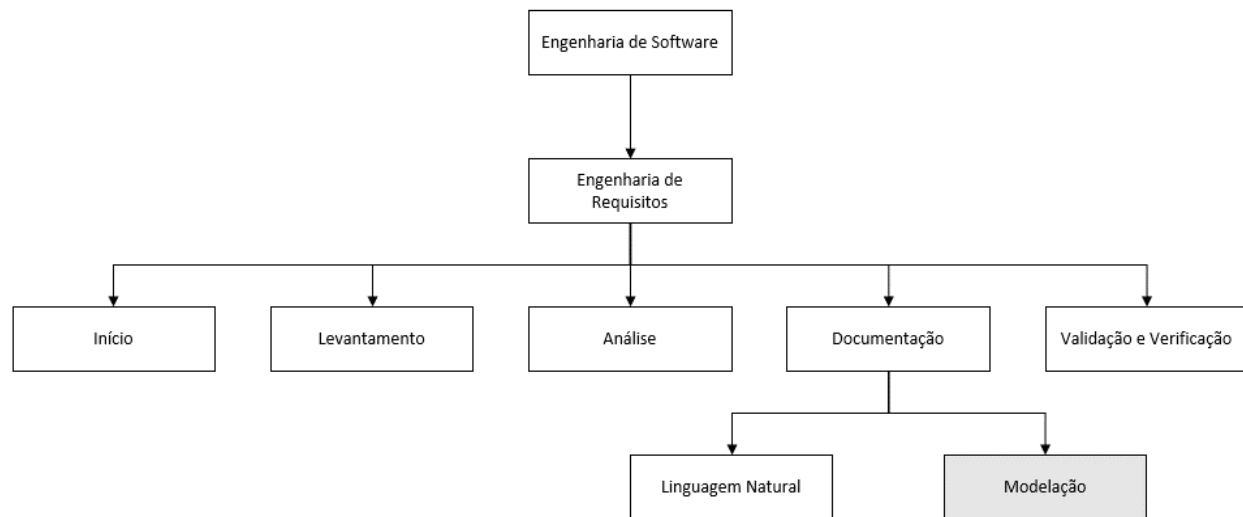 Engenharia de Software
Engenharia de
Requisitos
Início
Levantamento
Análise
Documentação
Validação e Verificação
Linguagem Natural
Modelação